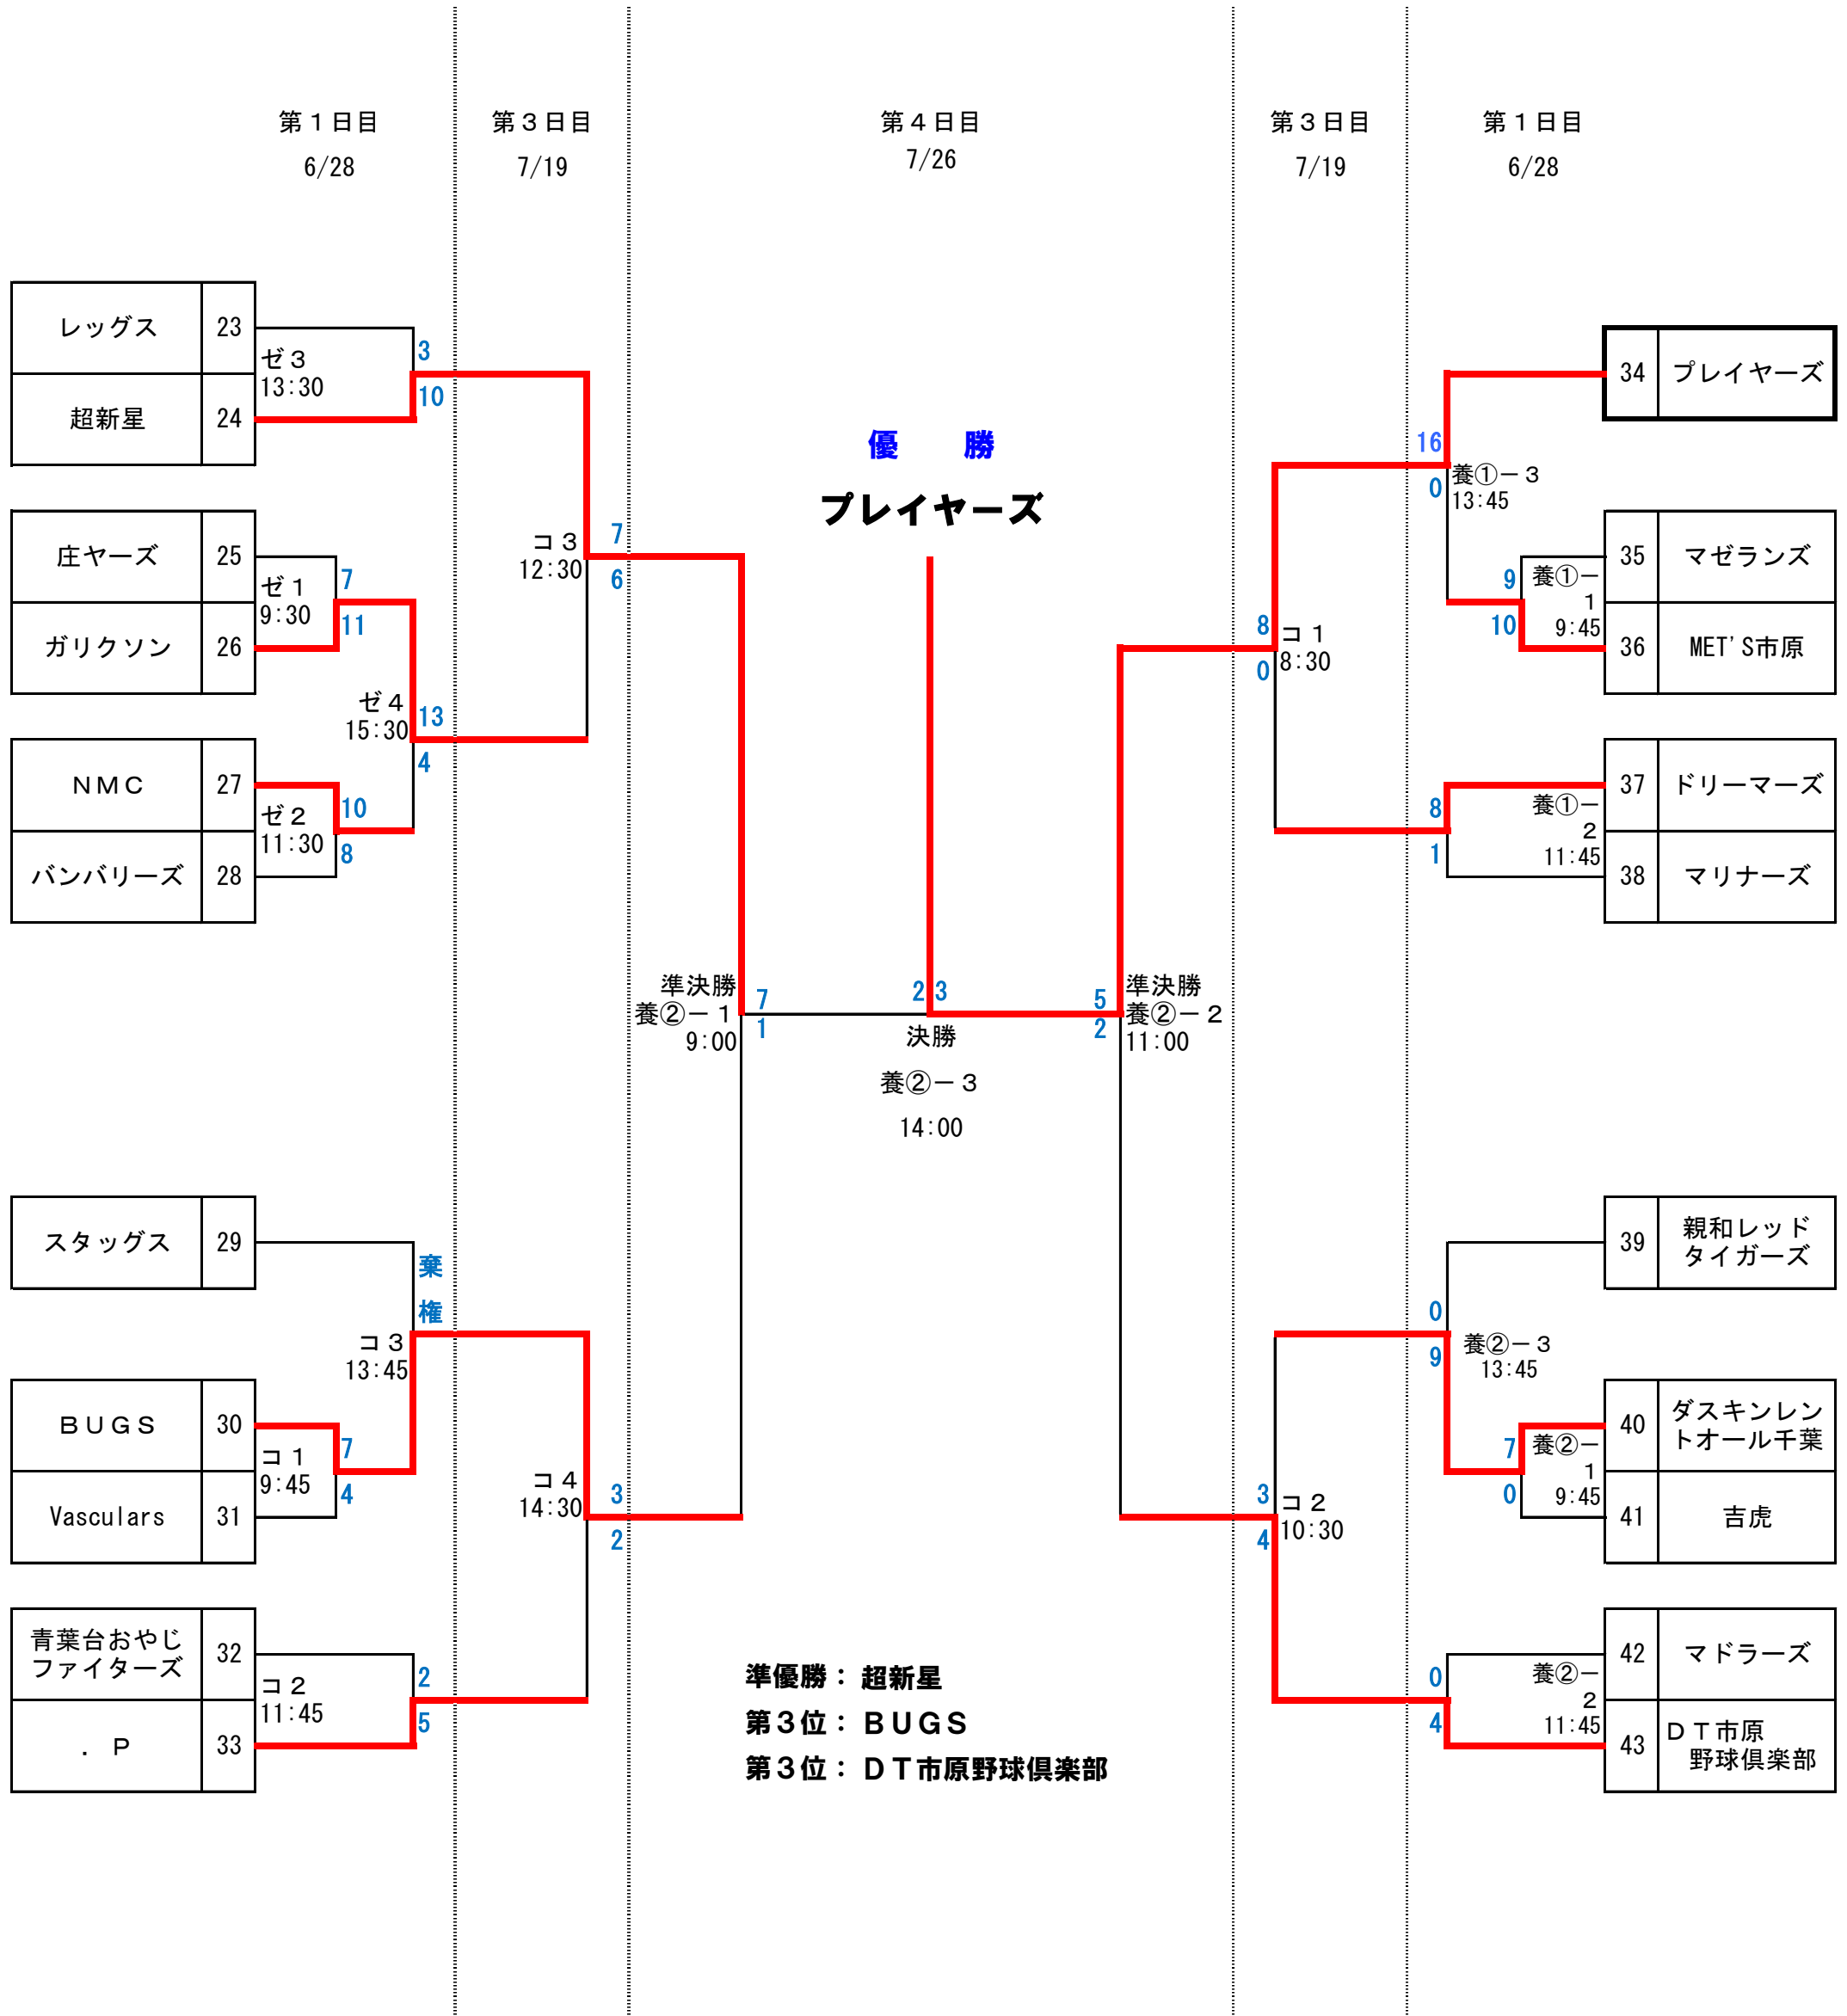 第１日目
6/28
第３日目
7/19
第４日目
7/26
第３日目
7/19
第１日目
6/28
レッグス 23
ゼ３
13:30
3
10
超新星 24
庄ヤーズ 25
ゼ１
9:30
7
11
ガリクソン 26
ゼ４
15:30
13
4
ＮＭＣ 27
ゼ２
11:30
10
8
バンバリーズ 28
コ３
12:30
7
6
スタッグス 29
棄
権
コ３
13:45
ＢＵＧＳ 30
コ１
9:45
7
4
Vasculars 31
コ４
14:30
3
2
青葉台おやじ
ファイターズ 32
コ２
11:45
2
5
．Ｐ 33
優　勝
プレイヤーズ
準決勝
養②－１
9:00
7
1
2 3
決勝
養②－３
14:00
5
2
準決勝
養②－２
11:00
34 プレイヤーズ
16
0
養①－３
13:45
35 マゼランズ
9
10
養①－
1
9:45
36 MET'S市原
8
0
コ１
8:30
37 ドリーマーズ
8
1
養①－
2
11:45
38 マリナーズ
39 親和レッド
タイガーズ
0
9
養②－３
13:45
40 ダスキンレン
トオール千葉
7
0
養②－
1
9:45
41 吉虎
3
4
コ２
10:30
42 マドラーズ
0
4
養②－
2
11:45
43 ＤＴ市原
野球倶楽部
準優勝： 超新星
第３位： ＢＵＧＳ
第３位： ＤＴ市原野球倶楽部